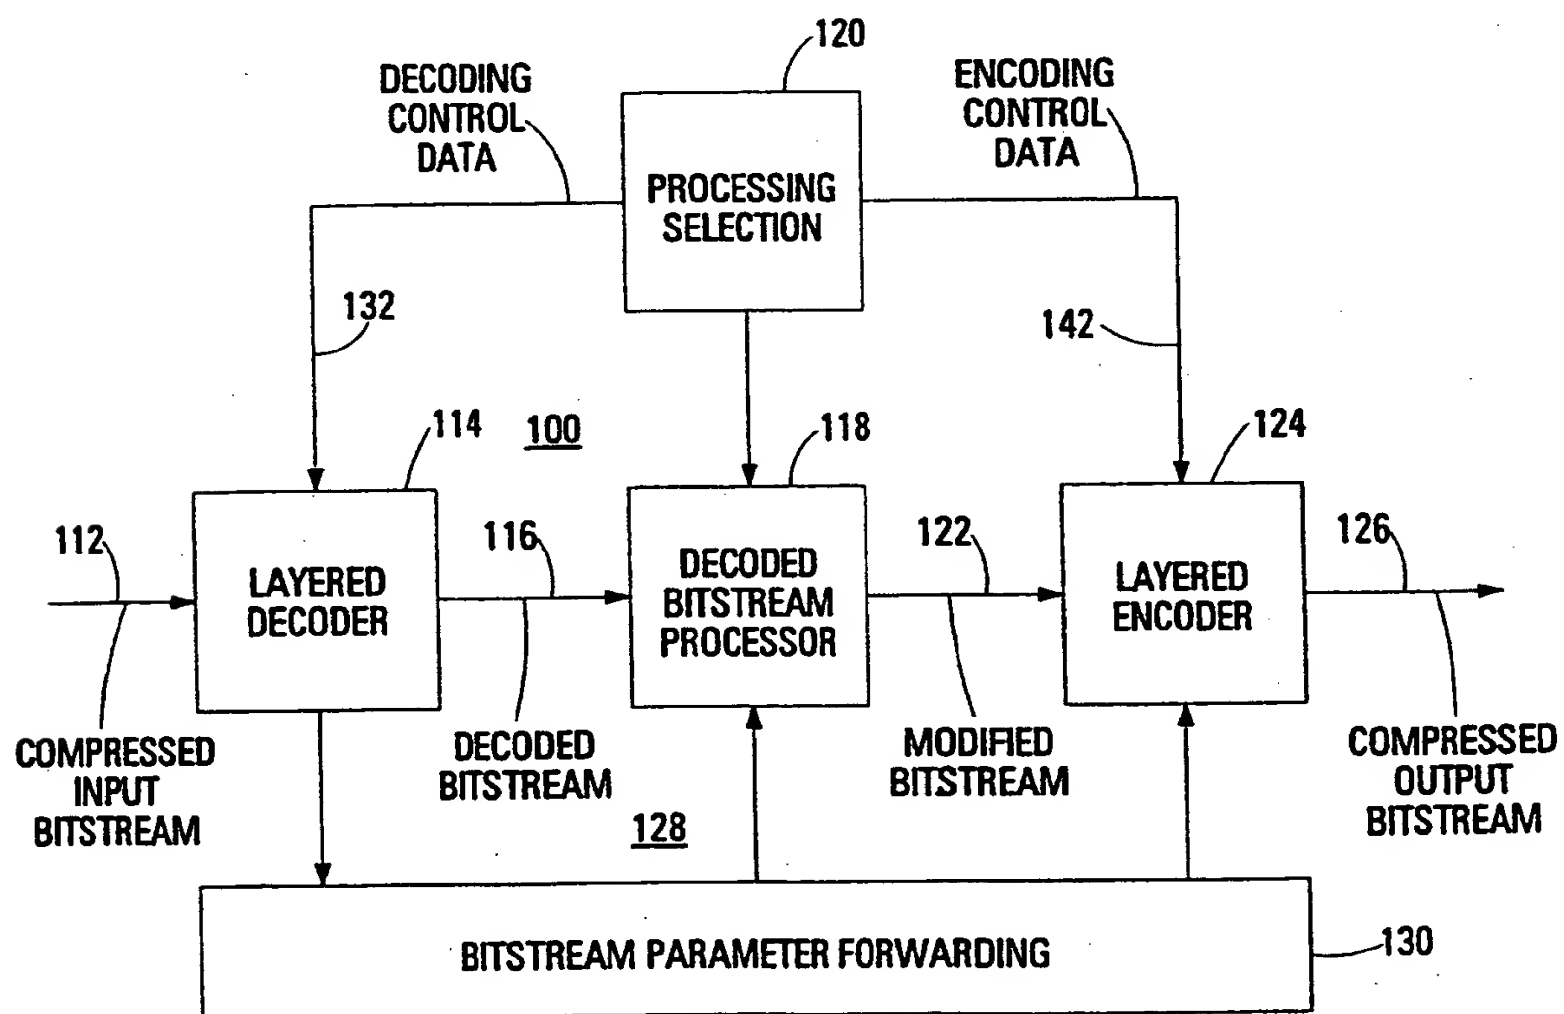 120
DECODING
CONTROL
DATA
ENCODING
CONTROL
DATA
PROCESSING
SELECTION
132
142
114
100
118
124
112
116
122
126
LAYERED
DECODER
DECODED
BITSTREAM
PROCESSOR
LAYERED
ENCODER
COMPRESSED
INPUT
BITSTREAM
DECODED
BITSTREAM
MODIFIED
BITSTREAM
COMPRESSED
OUTPUT
BITSTREAM
128
BITSTREAM PARAMETER FORWARDING
130